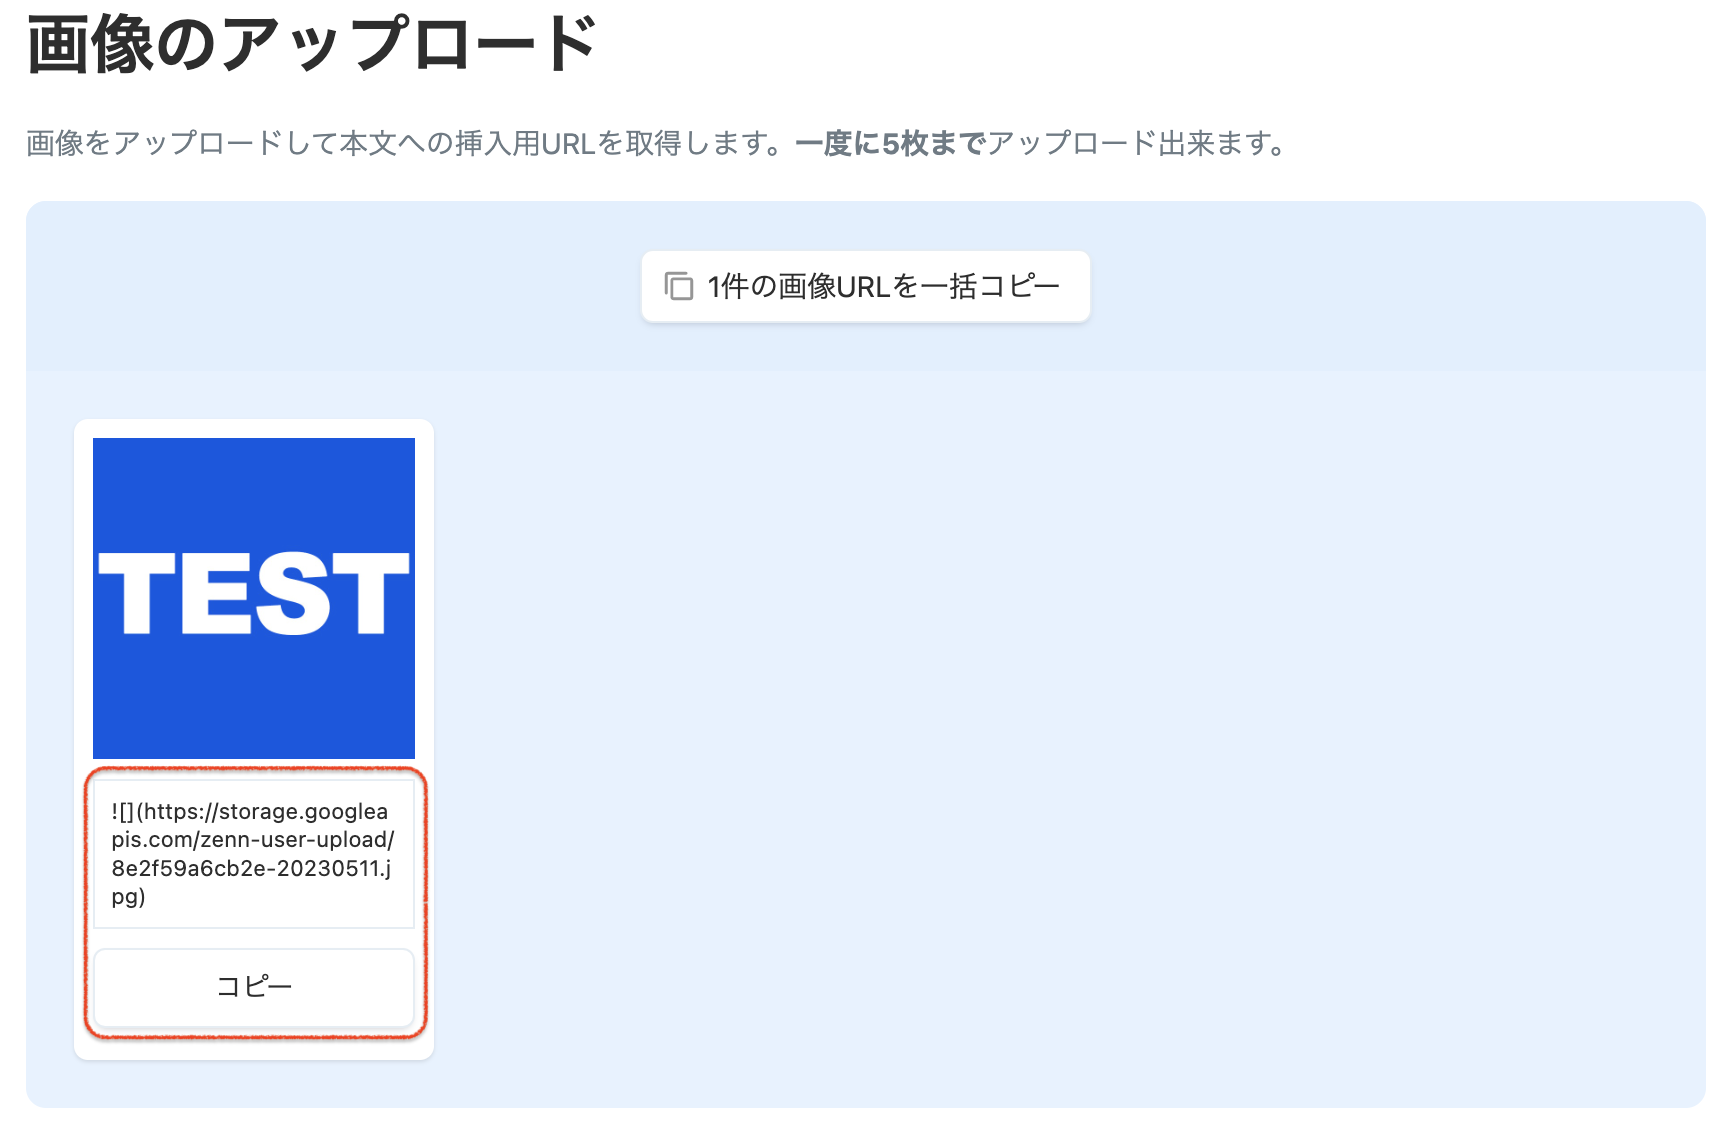 画像のアップロード
画像をアップロードして本文への挿入用URLを取得します。一度に5枚までアップロード出来ます。
1件の画像URLを一括コピー
TEST
![](https://storage.googlea
pis.com/zenn-user-upload/
8e2f59a6cb2e-20230511.j
pg)
コピー